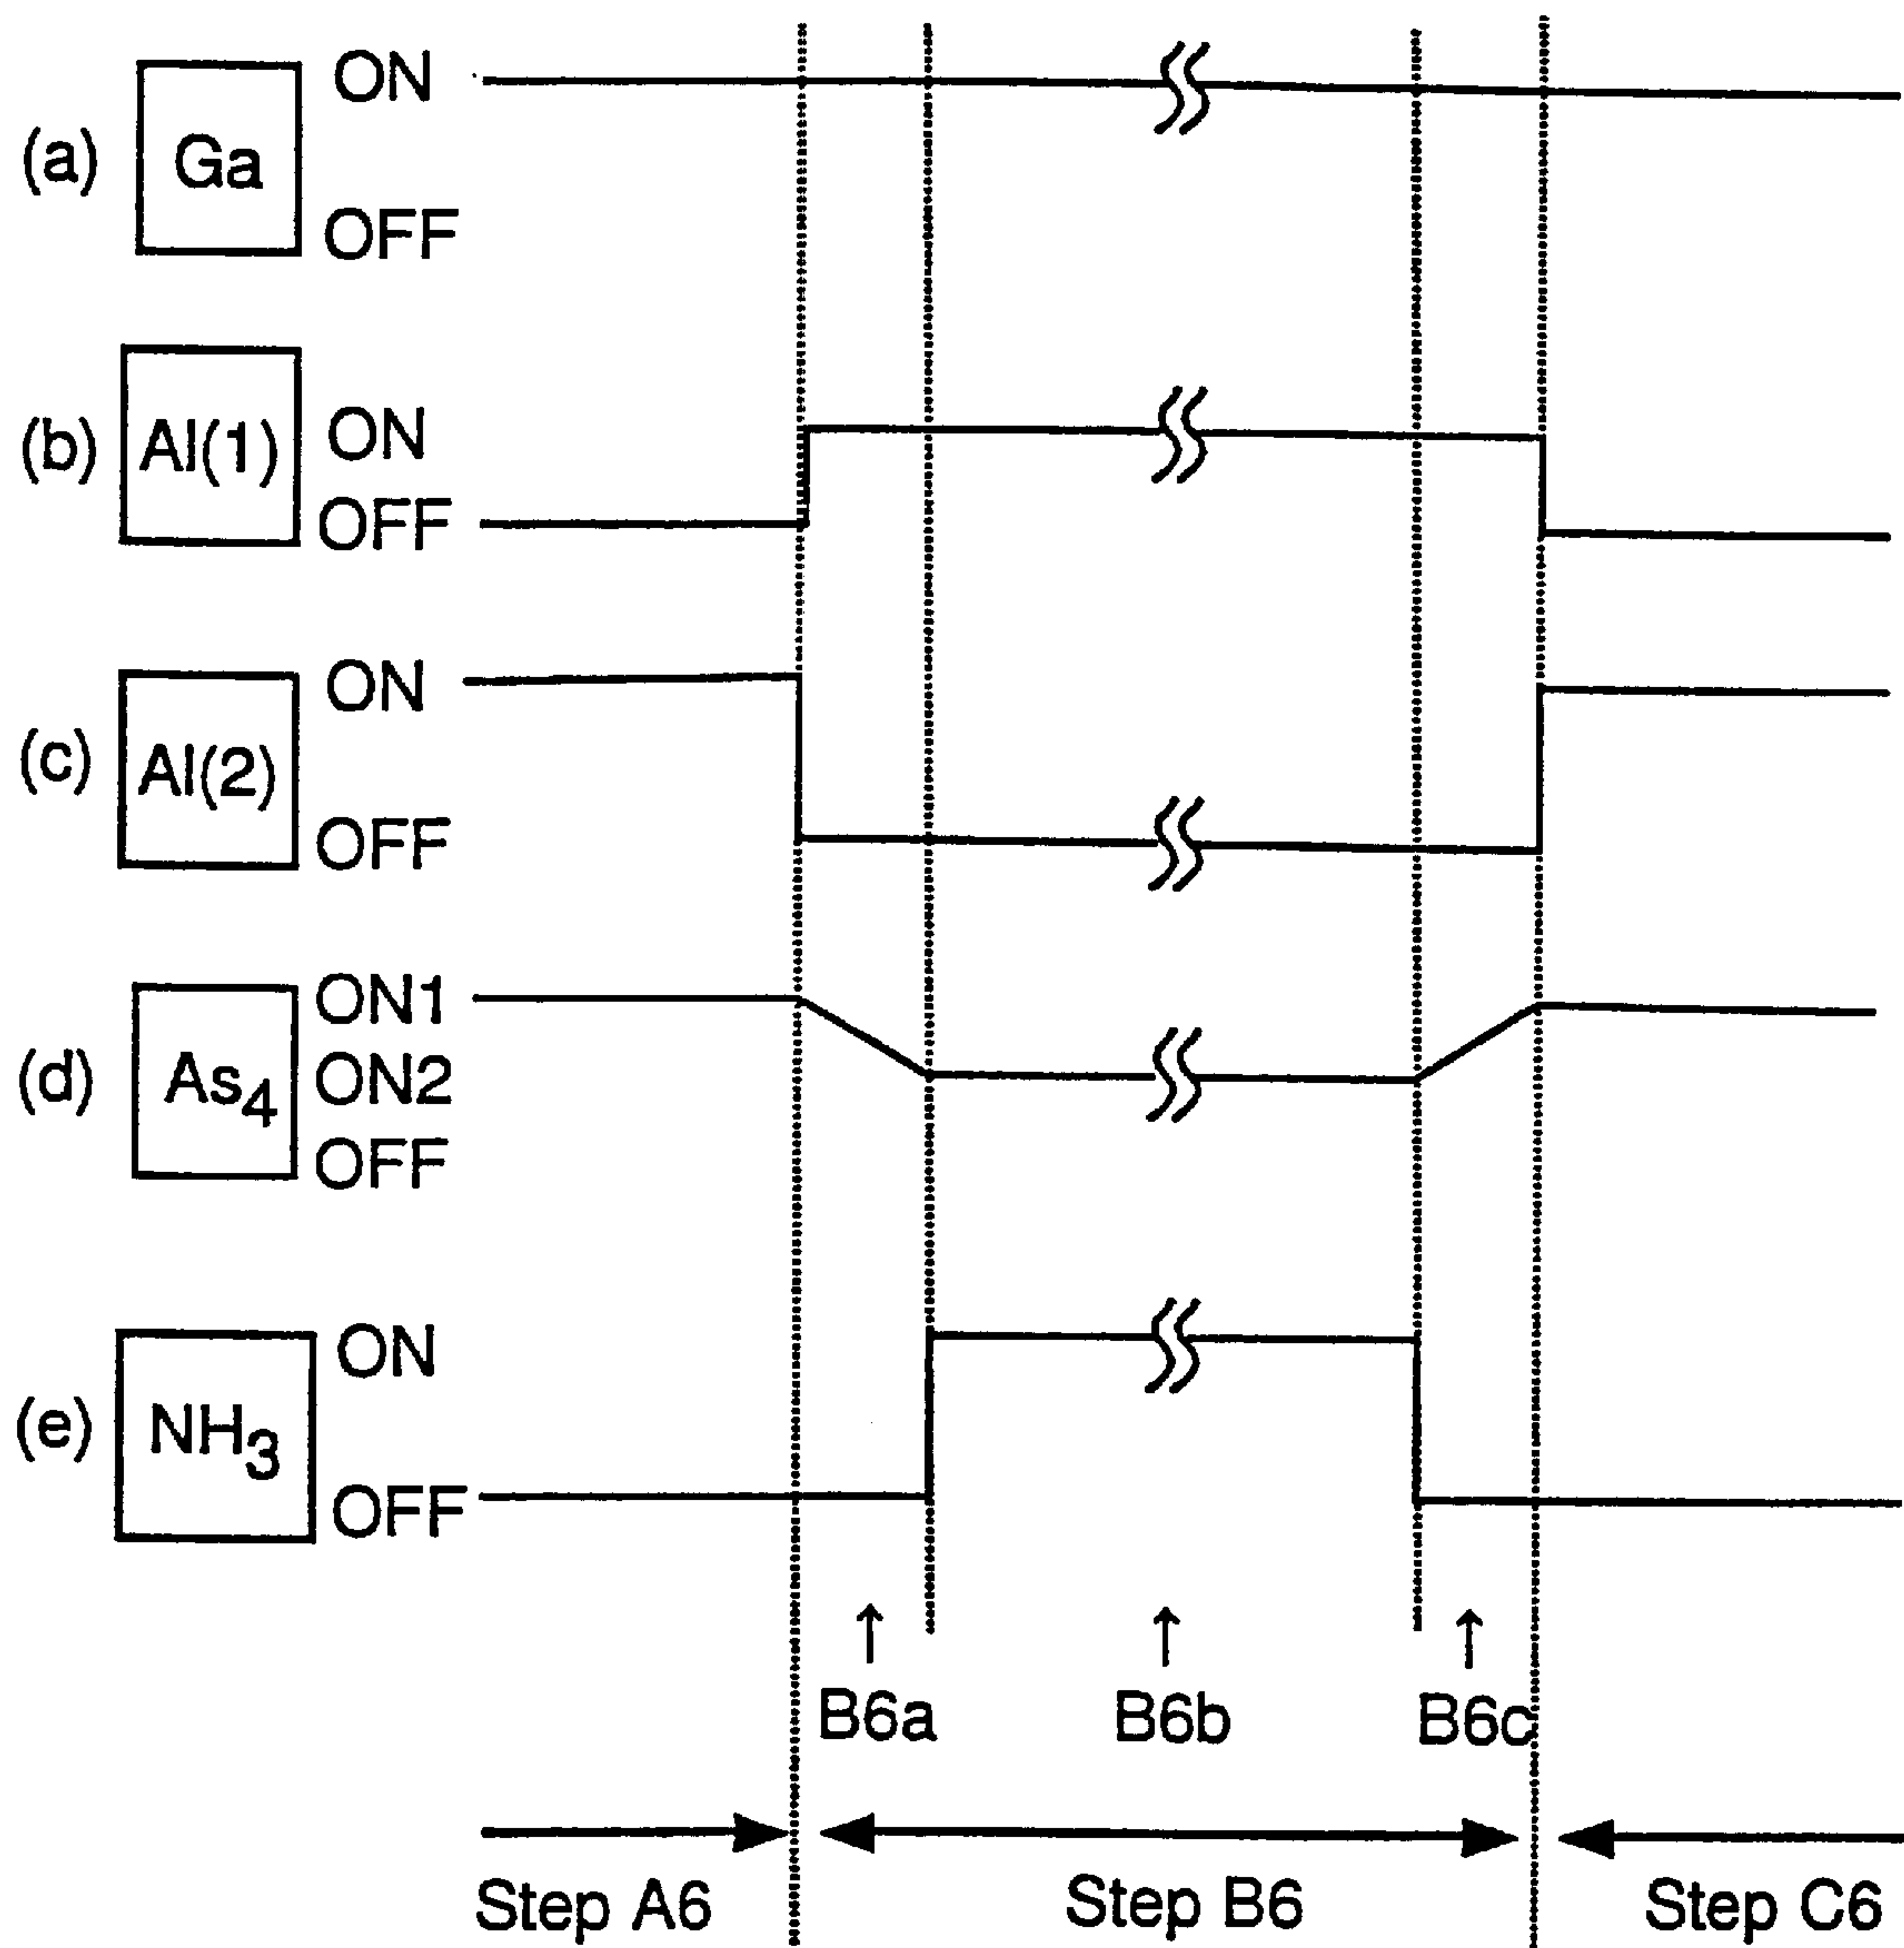 (a) Ga ON
OFF
(b) Al(1) ON
OFF
(c) Al(2) ON
OFF
(d) As4 ON1
ON2
OFF
(e) NH3 ON
OFF
↑ ↑ ↑
B6a B6b B6c
Step A6 Step B6 Step C6